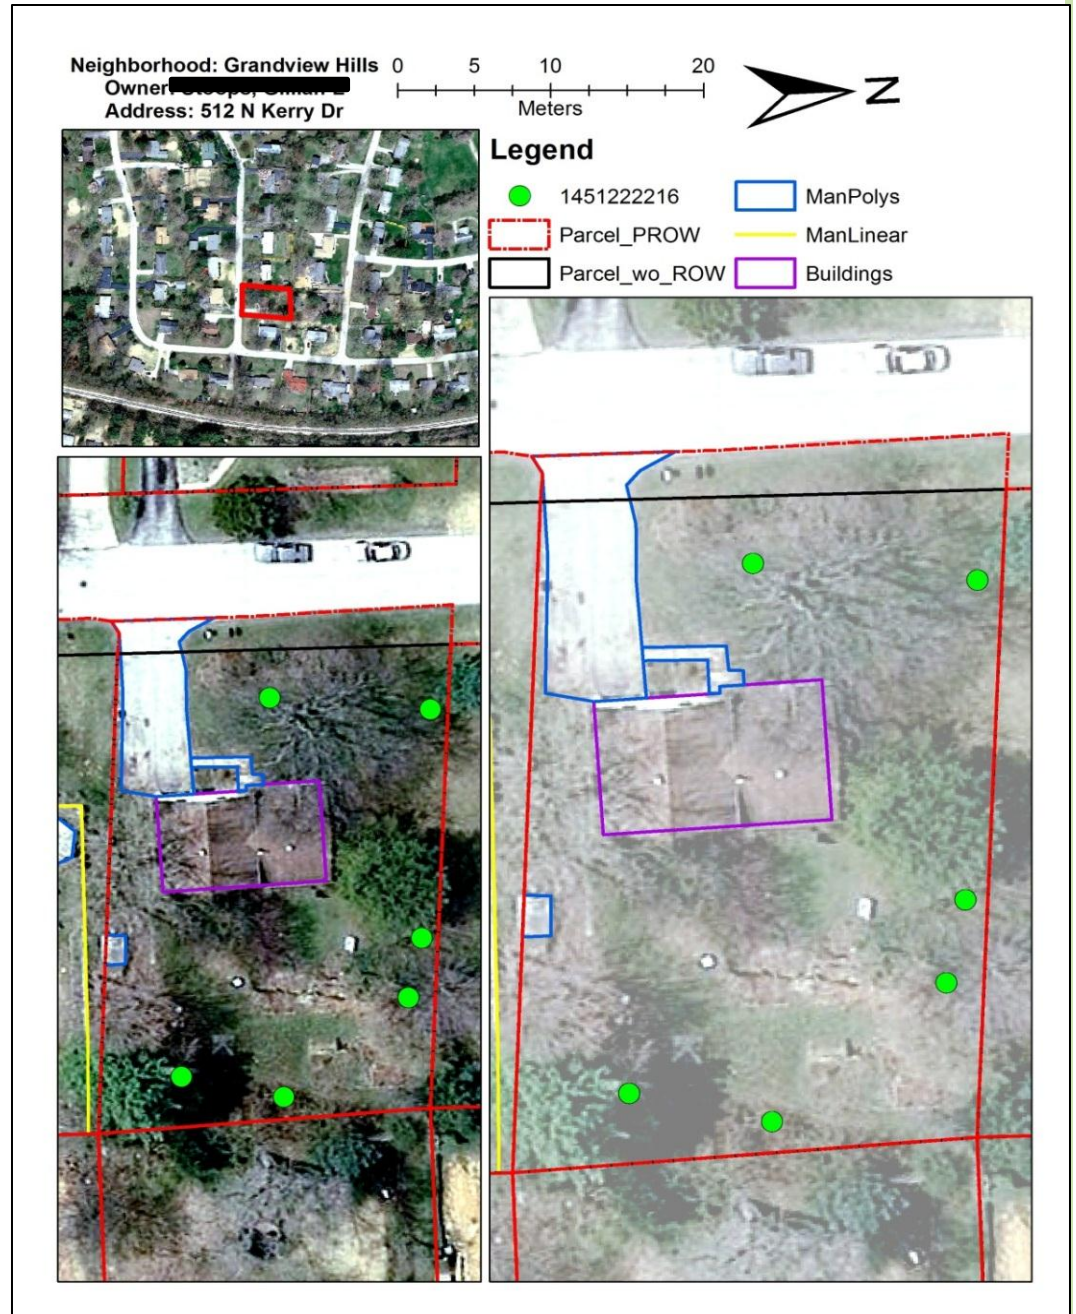 Neighborhood: Grandview Hills
Owner:
Address: 512 N Kerry Dr
0 5 10 20
Meters
N
Legend
1451222216
Parcel_PROW
Parcel_wo_ROW
ManPolys
ManLinear
Buildings